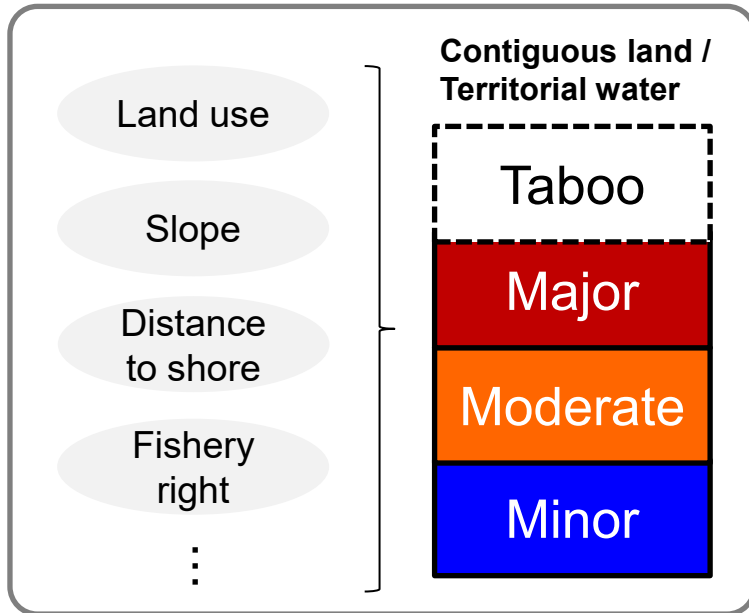 Land use
Slope
Distance
to shore
Fishery
right
⋮
Contiguous land /
Territorial water
Taboo
Major
Moderate
Minor